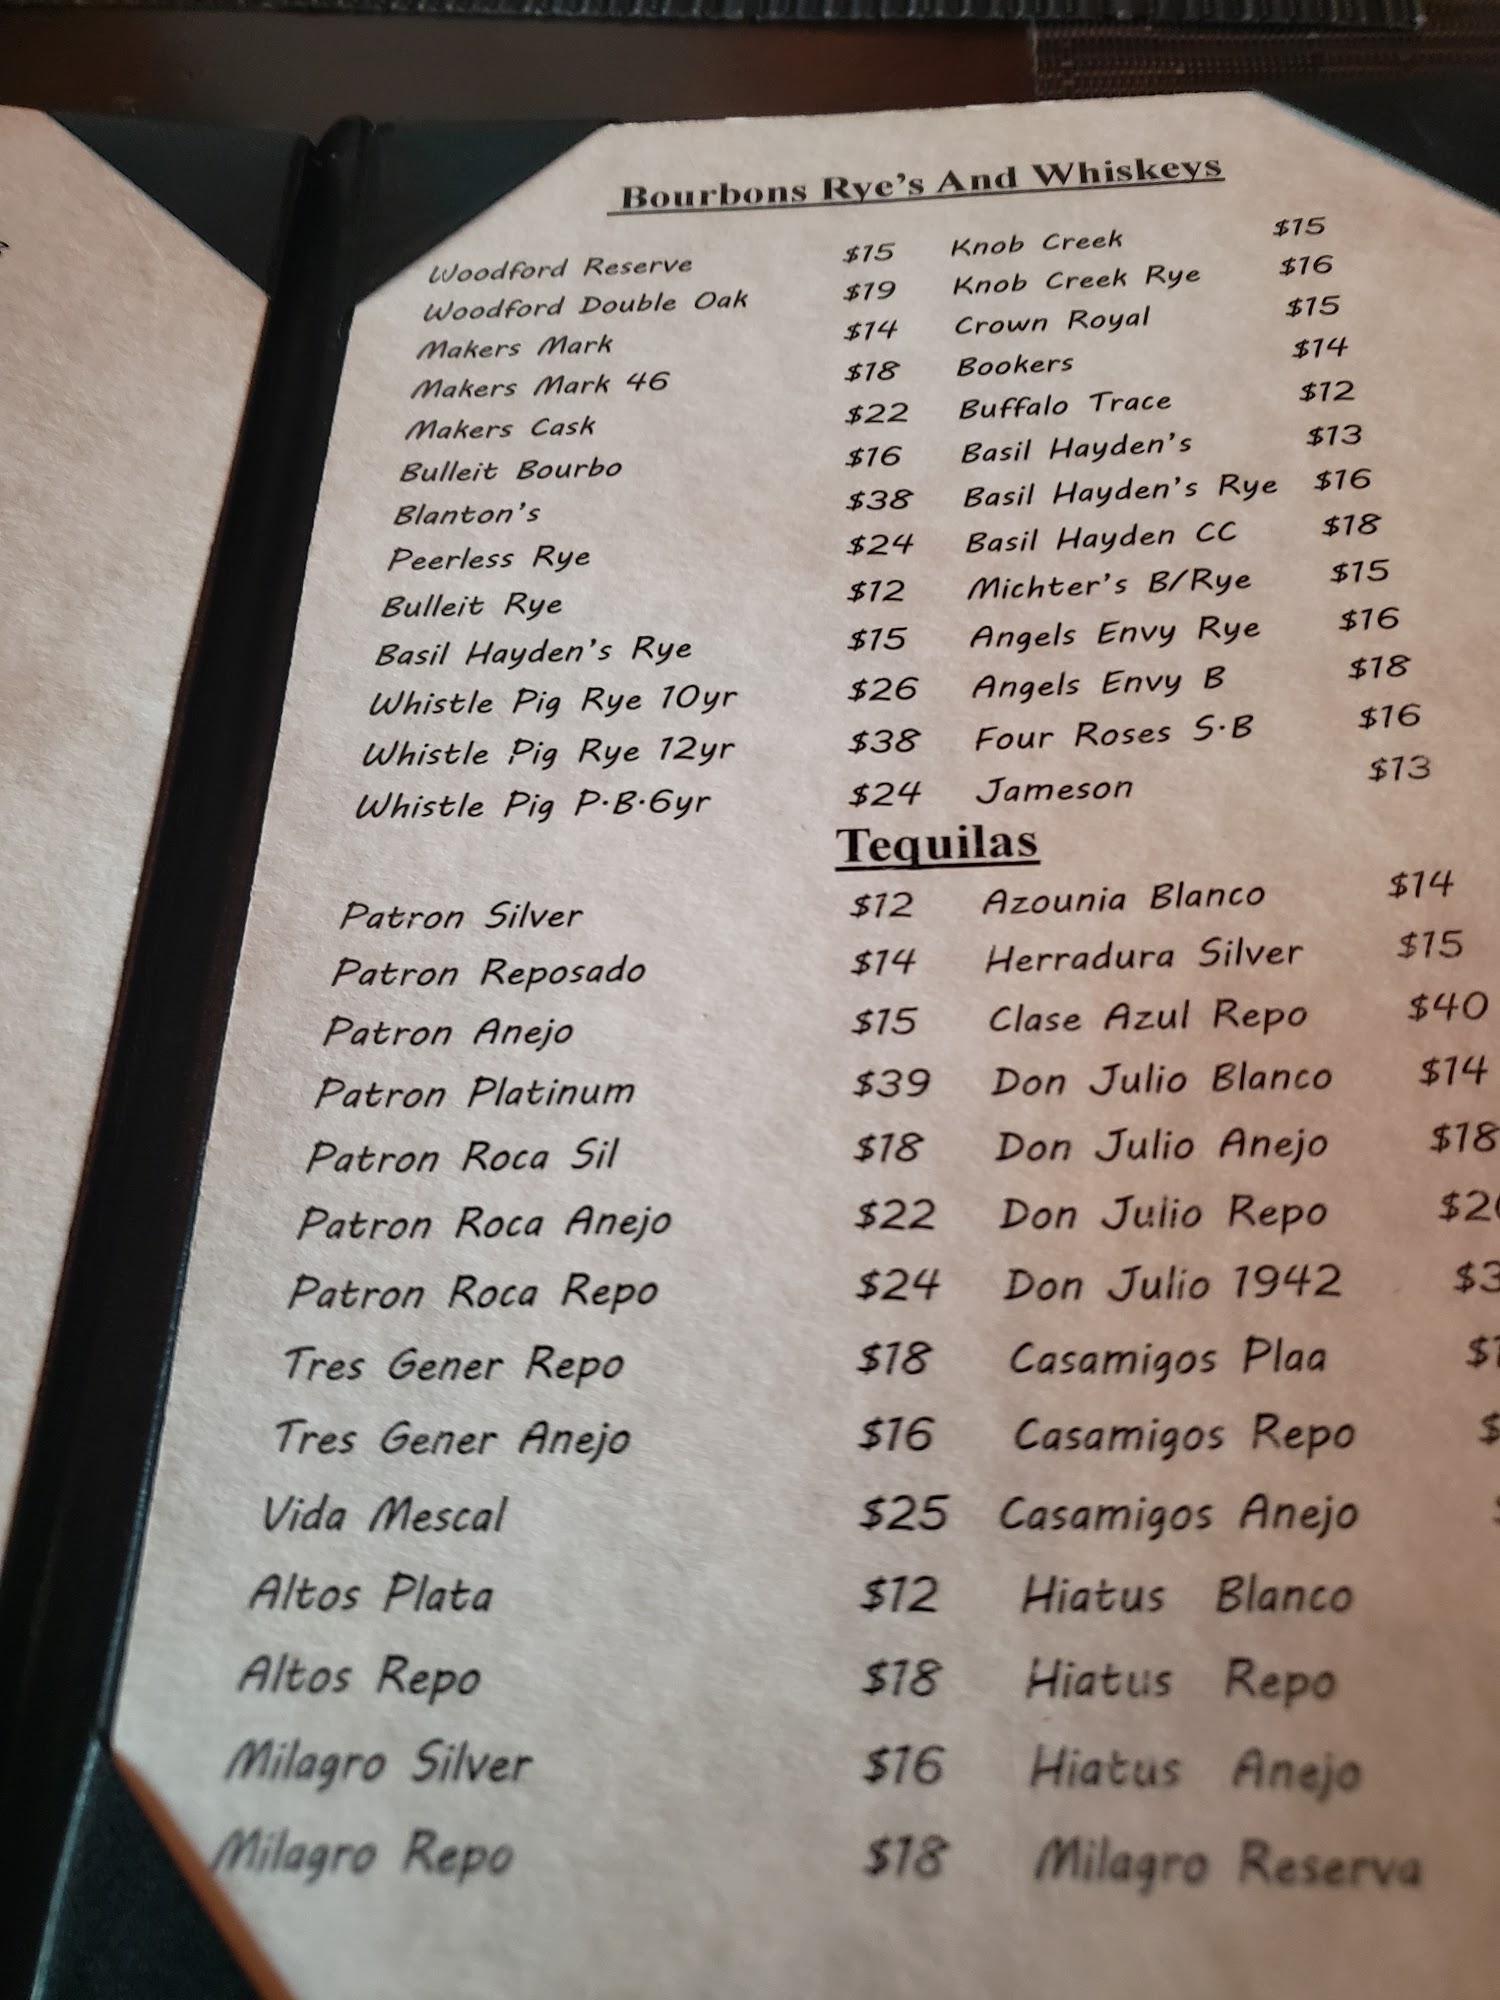 Bourbons Rye's And Whiskeys
Woodford Reserve $15 Knob Creek $15
Woodford Double Oak $19 Knob Creek Rye $16
Makers Mark $14 Crown Royal $15
Makers Mark 46 $18 Bookers $14
Makers Cask $22 Buffalo Trace $12
Bulleit Bourbo $16 Basil Hayden's $13
Blanton's $38 Basil Hayden's Rye $16
Peerless Rye $24 Basil Hayden CC $18
Bulleit Rye $12 Michter's B/Rye $15
Basil Hayden's Rye $15 Angels Envy Rye $16
Whistle Pig Rye 10yr $26 Angels Envy B $18
Whistle Pig Rye 12yr $38 Four Roses S·B $16
Whistle Pig P·B·6yr $24 Jameson $13
Tequilas
Patron Silver $12 Azounia Blanco $14
Patron Reposado $14 Herradura Silver $15
Patron Anejo $15 Clase Azul Repo $40
Patron Platinum $39 Don Julio Blanco $14
Patron Roca Sil $18 Don Julio Anejo $18
Patron Roca Anejo $22 Don Julio Repo
Patron Roca Repo $24 Don Julio 1942
Tres Gener Repo $18 Casamigos Plaa
Tres Gener Anejo $16 Casamigos Repo
Vida Mescal $25 Casamigos Anejo
Altos Plata $12 Hiatus Blanco
Altos Repo $18 Hiatus Repo
Milagro Silver $16 Hiatus Anejo
Milagro Repo $18 Milagro Reserva